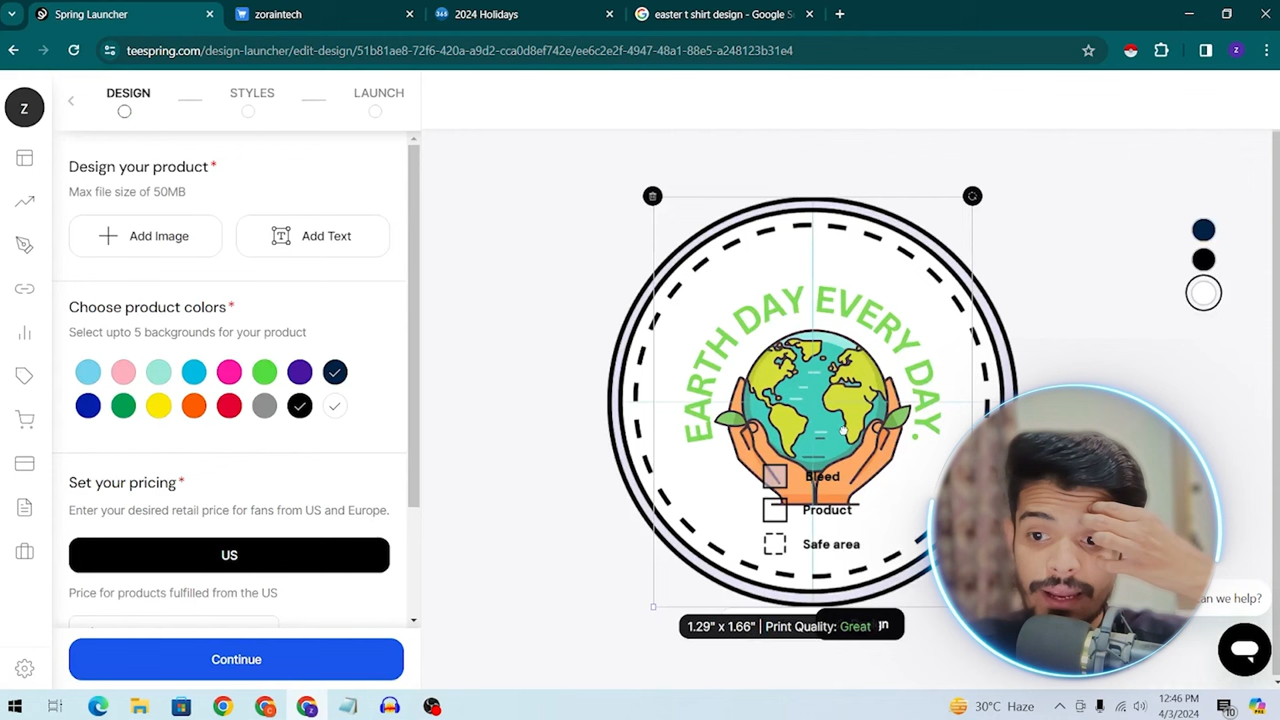 Spring Launcher
zoraintech
365
2024 Holidays
easter t shirt design - Google S
teespring.com/design-launcher/edit-design/51b81ae8-72f6-420a-a9d2-cca0d8ef742e/ee6c2e2f-4947-48a1-88e5-a248123b31e4
Z
Z
DESIGN
STYLES
LAUNCH
Design your product*
Max file size of 50MB
Add Image
Add Text
Choose product colors*
Select upto 5 backgrounds for your product
Set your pricing*
Enter your desired retail price for fans from US and Europe.
US
Price for products fulfilled from the US
Continue
EARTH DAY EVERY DAY.
Bleed
Product
Safe area
1.29" x 1.66" | Print Quality: Great
an we help?
30°C Haze
12:46 PM
4/3/2024
10